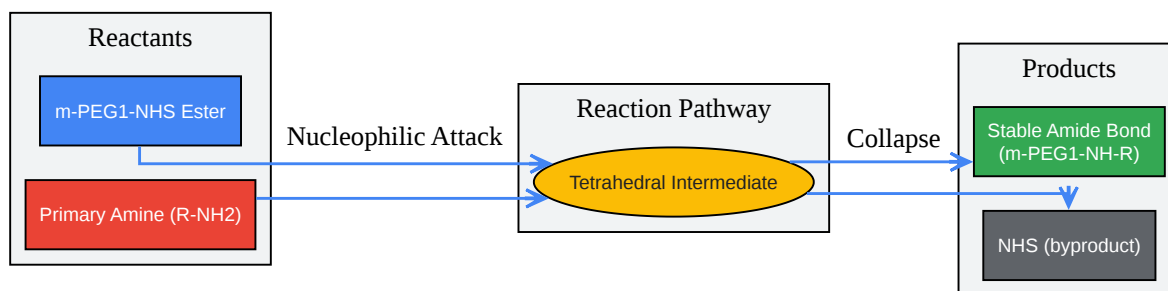 Reactants
m-PEG1-NHS Ester
Primary Amine (R-NH2)
Nucleophilic Attack
Reaction Pathway
Tetrahedral Intermediate
Collapse
Products
Stable Amide Bond
(m-PEG1-NH-R)
NHS (byproduct)